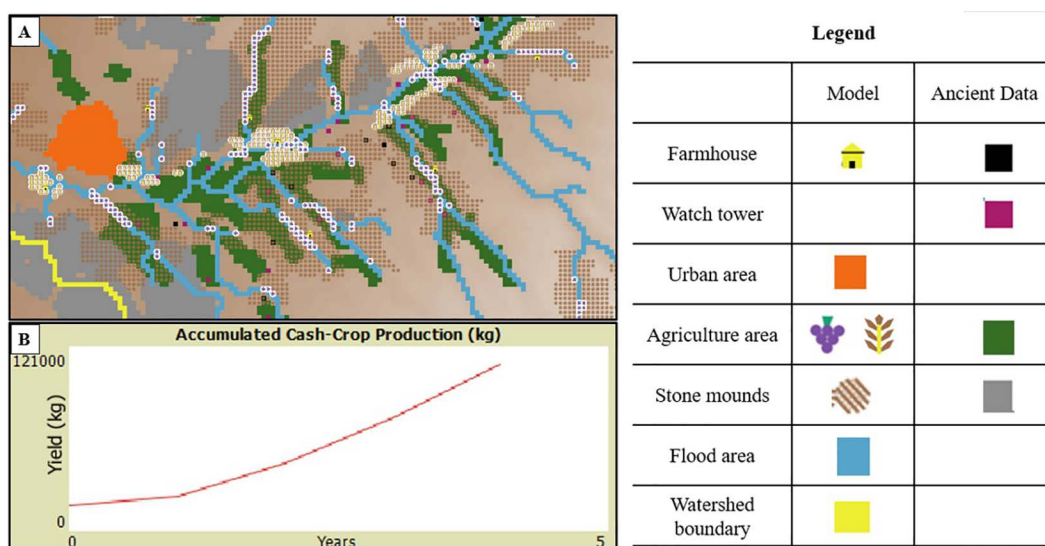 A
B
Accumulated Cash-Crop Production (kg)
121000
Yield (kg)
0
0
Years
5
Legend
Model
Ancient Data
Farmhouse
Watch tower
Urban area
Agriculture area
Stone mounds
Flood area
Watershed
boundary